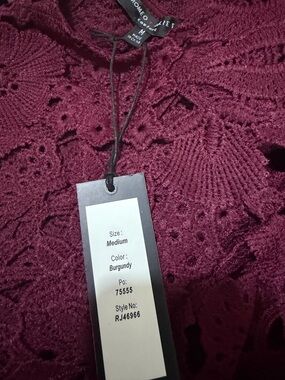 M
Size:
Medium
Color:
Burgundy
Po:
75555
Style No:
RJ46966